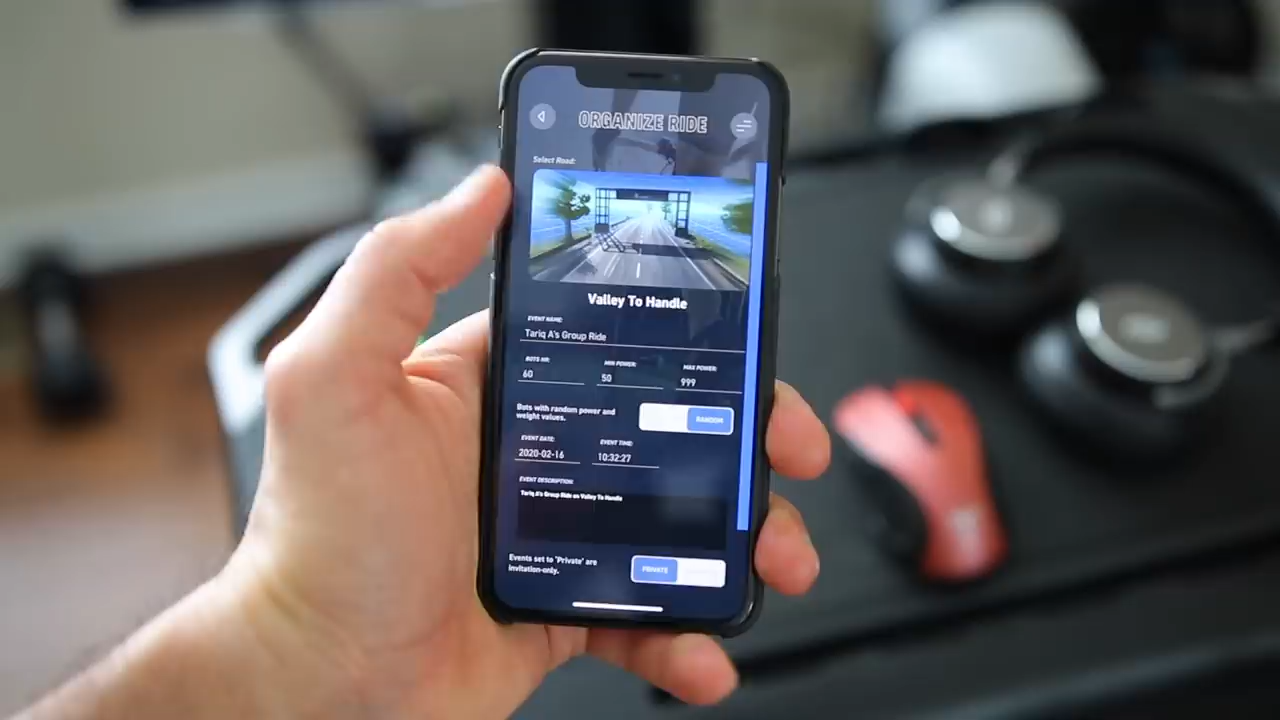 ORGANIZE RIDE
Select Road:
Valley To Handle
EVENT NAME:
Tariq A's Group Ride
BOTS NR:
MIN POWER:
MAX POWER:
60
50
999
Bots with random power and
weight values.
RANDOM
EVENT DATE:
EVENT TIME:
2020-02-16
10:32:27
EVENT DESCRIPTION:
Tariq A's Group Ride on Valley To Handle
Events set to 'Private' are
invitation-only.
PRIVATE